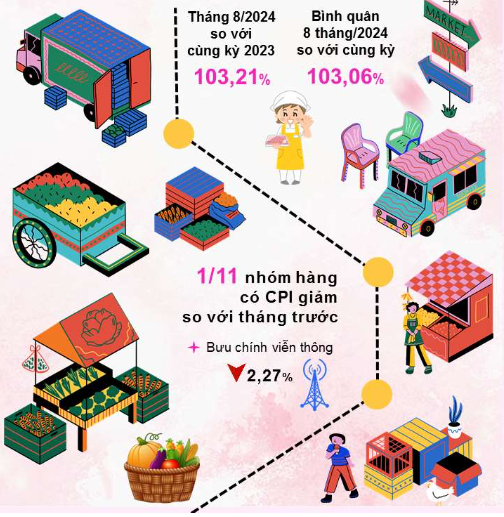 Tháng 8/2024
so với
cùng kỳ 2023
103,21%
Bình quân
8 tháng/2024
so với cùng kỳ
103,06%
MARKET
1/11 nhóm hàng
có CPI giảm
so với tháng trước
Bưu chính viễn thông
2,27%